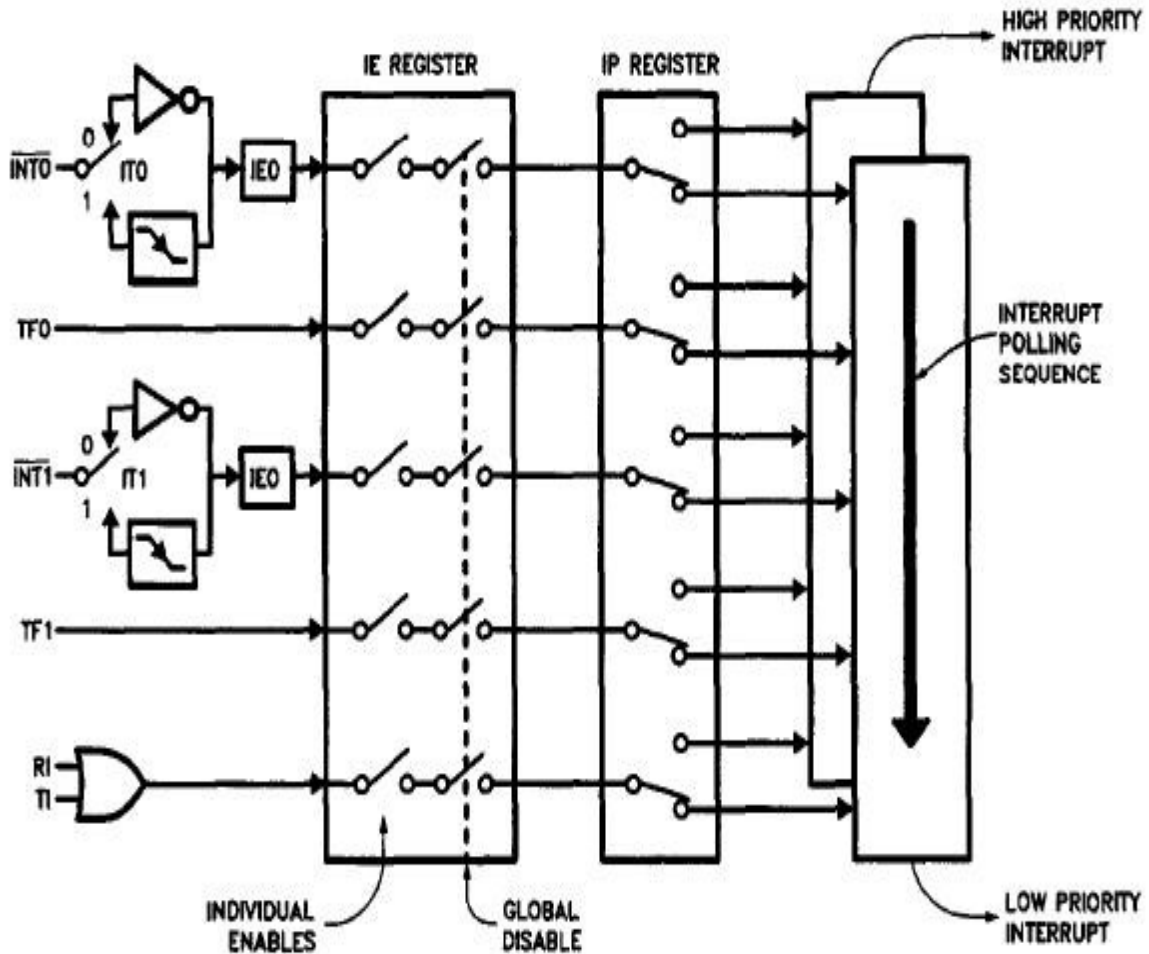 HIGH PRIORITY
INTERRUPT
IE REGISTER
IP REGISTER
0
INT0
IT0
IE0
1
TF0
INTERRUPT
POLLING
SEQUENCE
0
INT1
IT1
IE0
1
TF1
RI
TI
INDIVIDUAL
ENABLES
GLOBAL
DISABLE
LOW PRIORITY
INTERRUPT